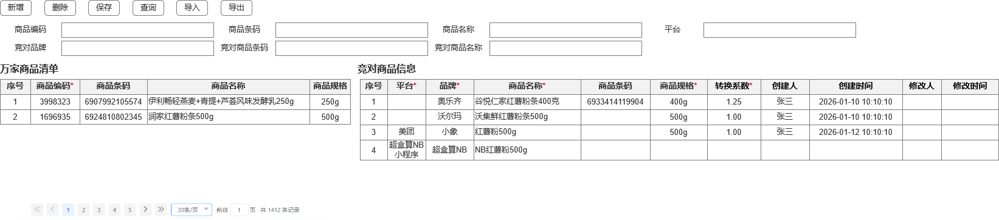 新增 删除 保存 查询 导入 导出
商品编码 商品条码 商品名称 平台
竞对品牌 竞对商品条码 竞对商品名称
万家商品清单
序号 商品编码* 商品条码 商品名称 商品规格
1 3998323 6907992105574 伊利畅轻燕麦+青提+芦荟风味发酵乳250g 250g
2 1696935 6924810802345 润家红薯粉条500g 500g
竞对商品信息
序号 平台* 品牌* 商品名称* 商品条码 商品规格* 转换系数* 创建人 创建时间 修改人 修改时间
1 奥乐齐 谷悦仁家红薯粉条400克 6933414119904 400g 1.25 张三 2026-01-10 10:10:10
2 沃尔玛 沃集鲜红薯粉条500g 500g 1.00 张三 2026-01-10 10:10:10
3 美团 小象 红薯粉500g 500g 1.00 张三 2026-01-12 10:10:10
4 超盒算NB小程序 超盒算NB NB红薯粉500g
1 2 3 4 5 30条/页 前往 1 页 共 1412 条记录